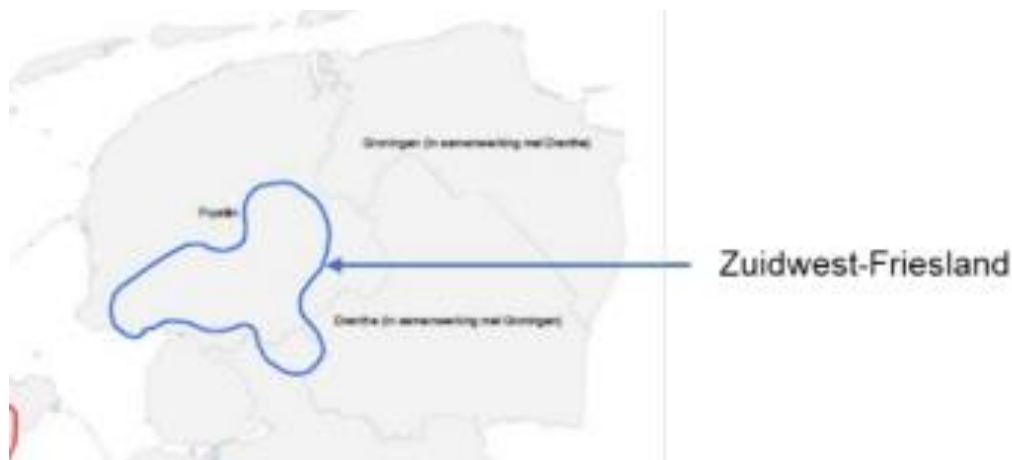 Groningen (in samenwerking met Drenthe)
Fryslân
Zuidwest-Friesland
Drenthe (in samenwerking met Groningen)